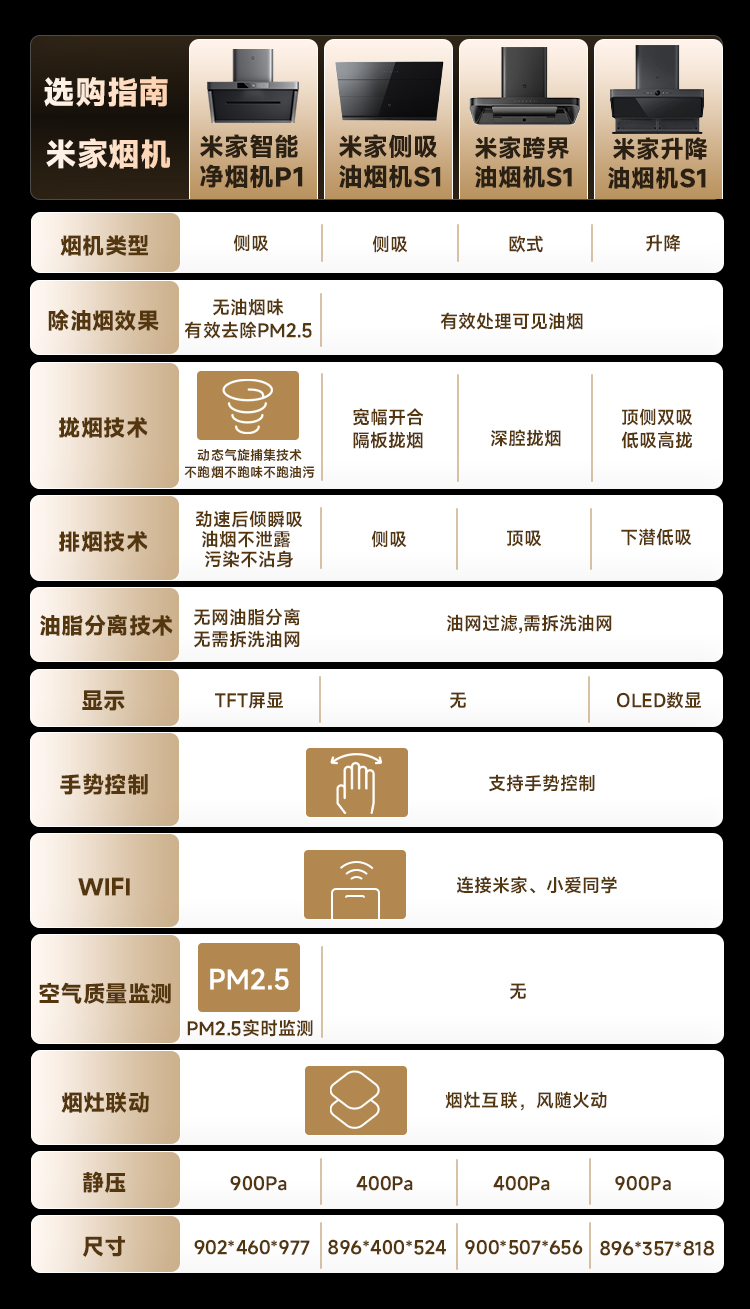 选购指南
米家烟机
米家智能
净烟机P1
米家侧吸
油烟机S1
米家跨界
油烟机S1
米家升降
油烟机S1
烟机类型
侧吸
侧吸
欧式
升降
除油烟效果
无油烟味
有效去除PM2.5
有效处理可见油烟
拢烟技术
动态气旋捕集技术
不跑烟不跑味不跑油污
宽幅开合
隔板拢烟
深腔拢烟
顶侧双吸
低吸高拢
排烟技术
劲速后倾瞬吸
油烟不泄露
污染不沾身
侧吸
顶吸
下潜低吸
油脂分离技术
无网油脂分离
无需拆洗油网
油网过滤,需拆洗油网
显示
TFT屏显
无
OLED数显
手势控制
支持手势控制
WIFI
连接米家、小爱同学
空气质量监测
PM2.5
PM2.5实时监测
无
烟灶联动
烟灶互联，风随火动
静压
900Pa
400Pa
400Pa
900Pa
尺寸
902*460*977
896*400*524
900*507*656
896*357*818